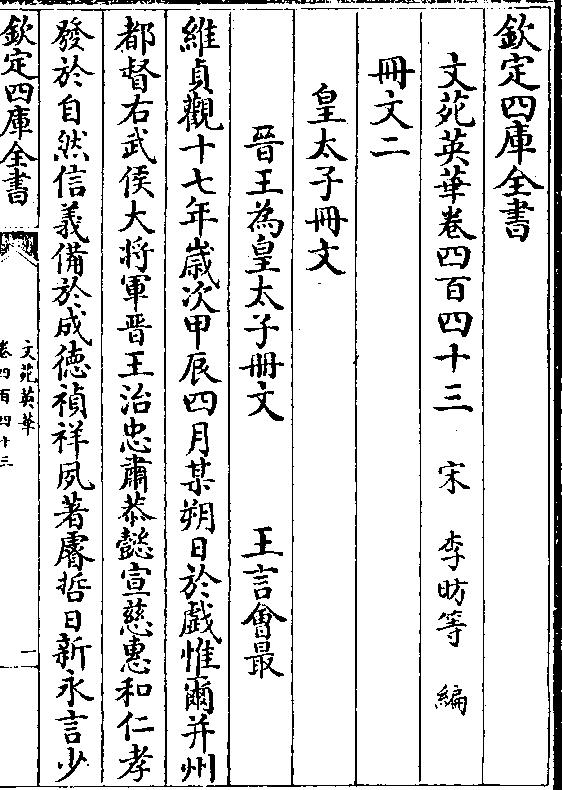 欽定四庫全書
文苑英華卷四百四十三 宋 李昉等 編
冊文二
皇太子冊文
晉王為皇太子冊文 王言會最
維貞觀十七年歳次甲辰四月某朔日於戲惟爾并州
都督右武侯大將軍晋王治忠肅恭懿宣慈惠和仁孝
發於自然信義備於成德禎祥夙著睿哲日新永言少
欽定四庫全書
文苑英華
卷四百四十三
一